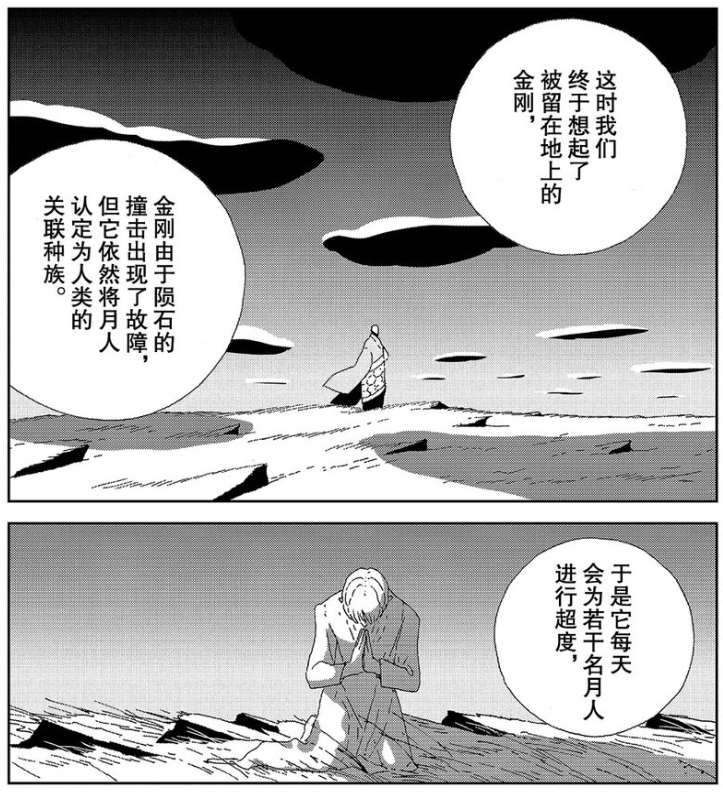 这时我们
终于想起了
被留在地上的
金刚，
金刚由于陨石的
撞击出现了故障，
但它依然将月人
认定为人类的
关联种族。
于是它每天
会为若干名月人
进行超度，